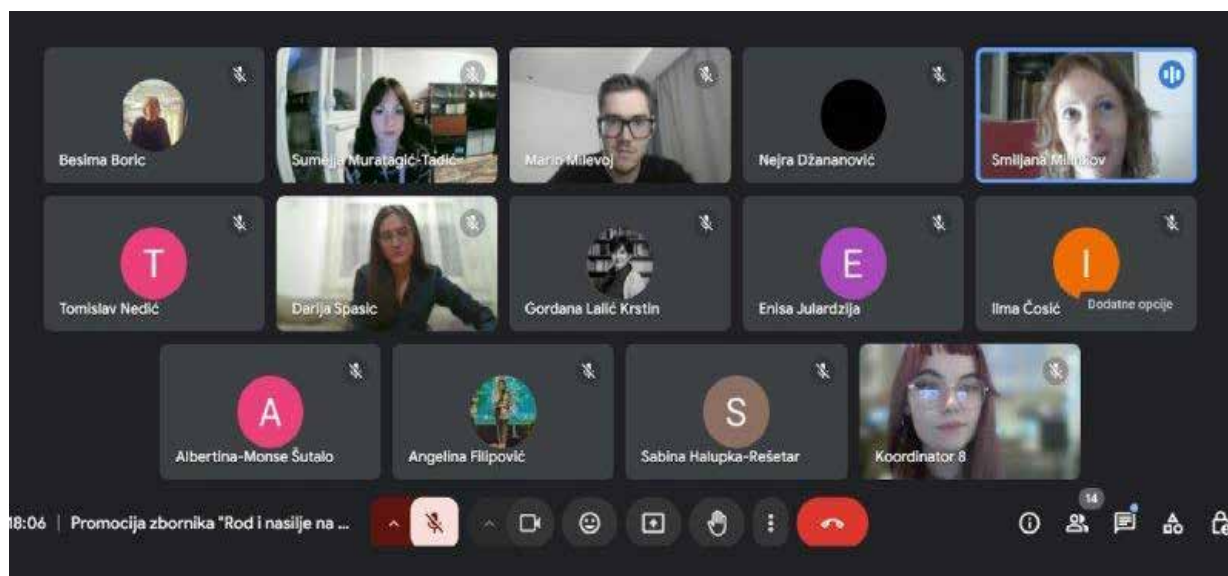 Besima Boric
Sumejja Muratagić-Tadić
Mario Milevoj
Nejra Džananović
Smiljana Milinkov
T
Tomislav Nedić
Darija Spasic
Gordana Lalić Krstin
E
Enisa Julardzija
I
Ilma Čosić
Dodatne opcije
A
Albertina-Monse Šutalo
Angelina Filipović
S
Sabina Halupka-Rešetar
Koordinator 8
18:06 | Promocija zbornika "Rod i nasilje na ...
14